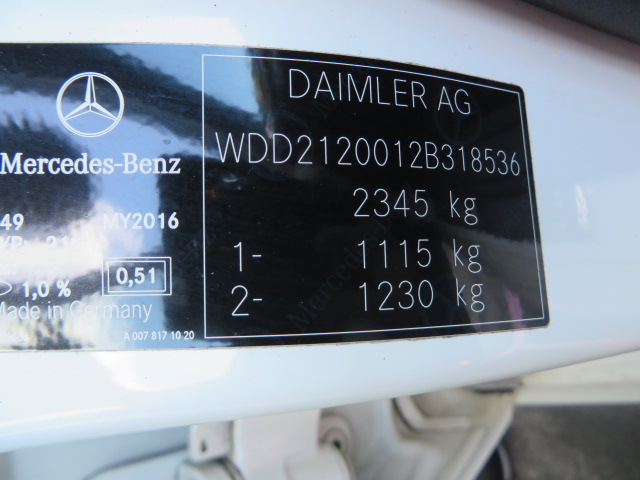 DAIMLER AG
WDD2120012B318536
2345 kg
1- 1115 kg
2- 1230 kg
Mercedes-Benz
49 MY2016
1,0 % 0,51
Made in Germany
A 007 817 10 20